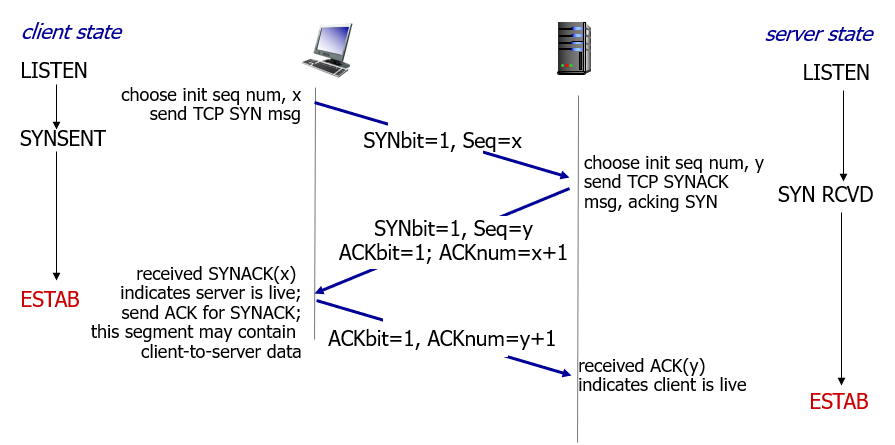 client state
server state
LISTEN
LISTEN
choose init seq num, x
send TCP SYN msg
SYNSENT
SYNbit=1, Seq=x
choose init seq num, y
send TCP SYNACK
msg, acking SYN
SYN RCVD
SYNbit=1, Seq=y
ACKbit=1; ACKnum=x+1
received SYNACK(x)
indicates server is live;
send ACK for SYNACK;
this segment may contain
client-to-server data
ESTAB
ACKbit=1, ACKnum=y+1
received ACK(y)
indicates client is live
ESTAB